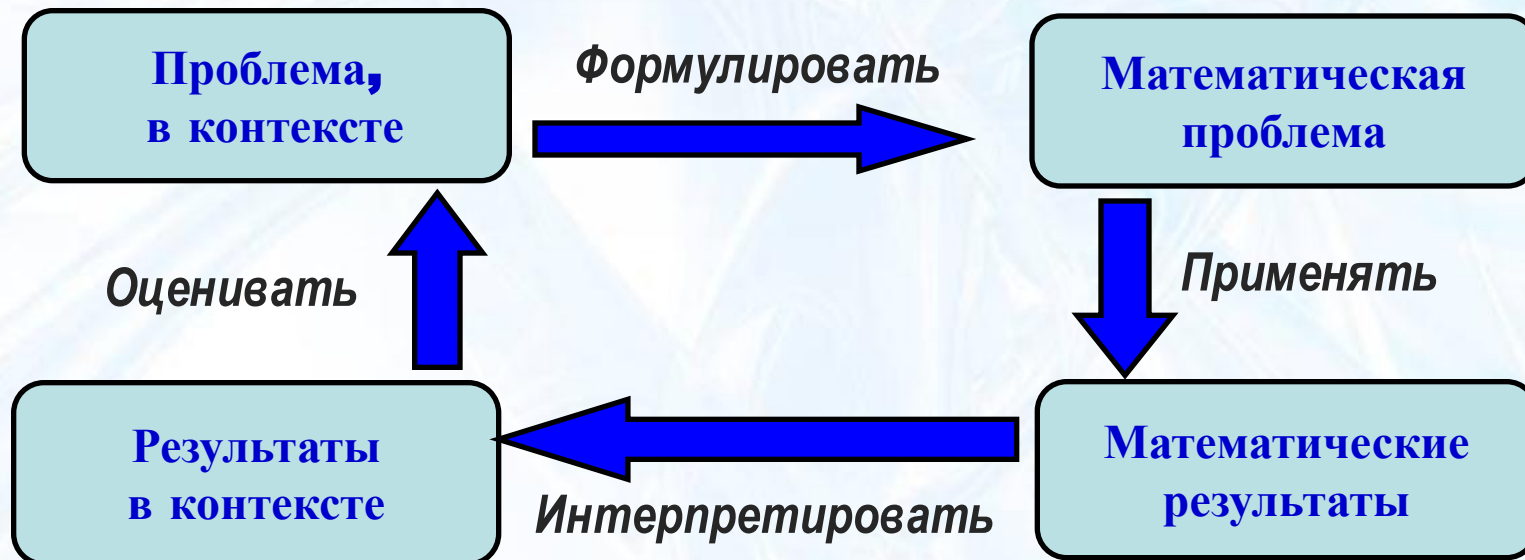 Проблема,
в контексте
Формулировать
Математическая
проблема
Оценивать
Применять
Результаты
в контексте
Интерпретировать
Математические
результаты